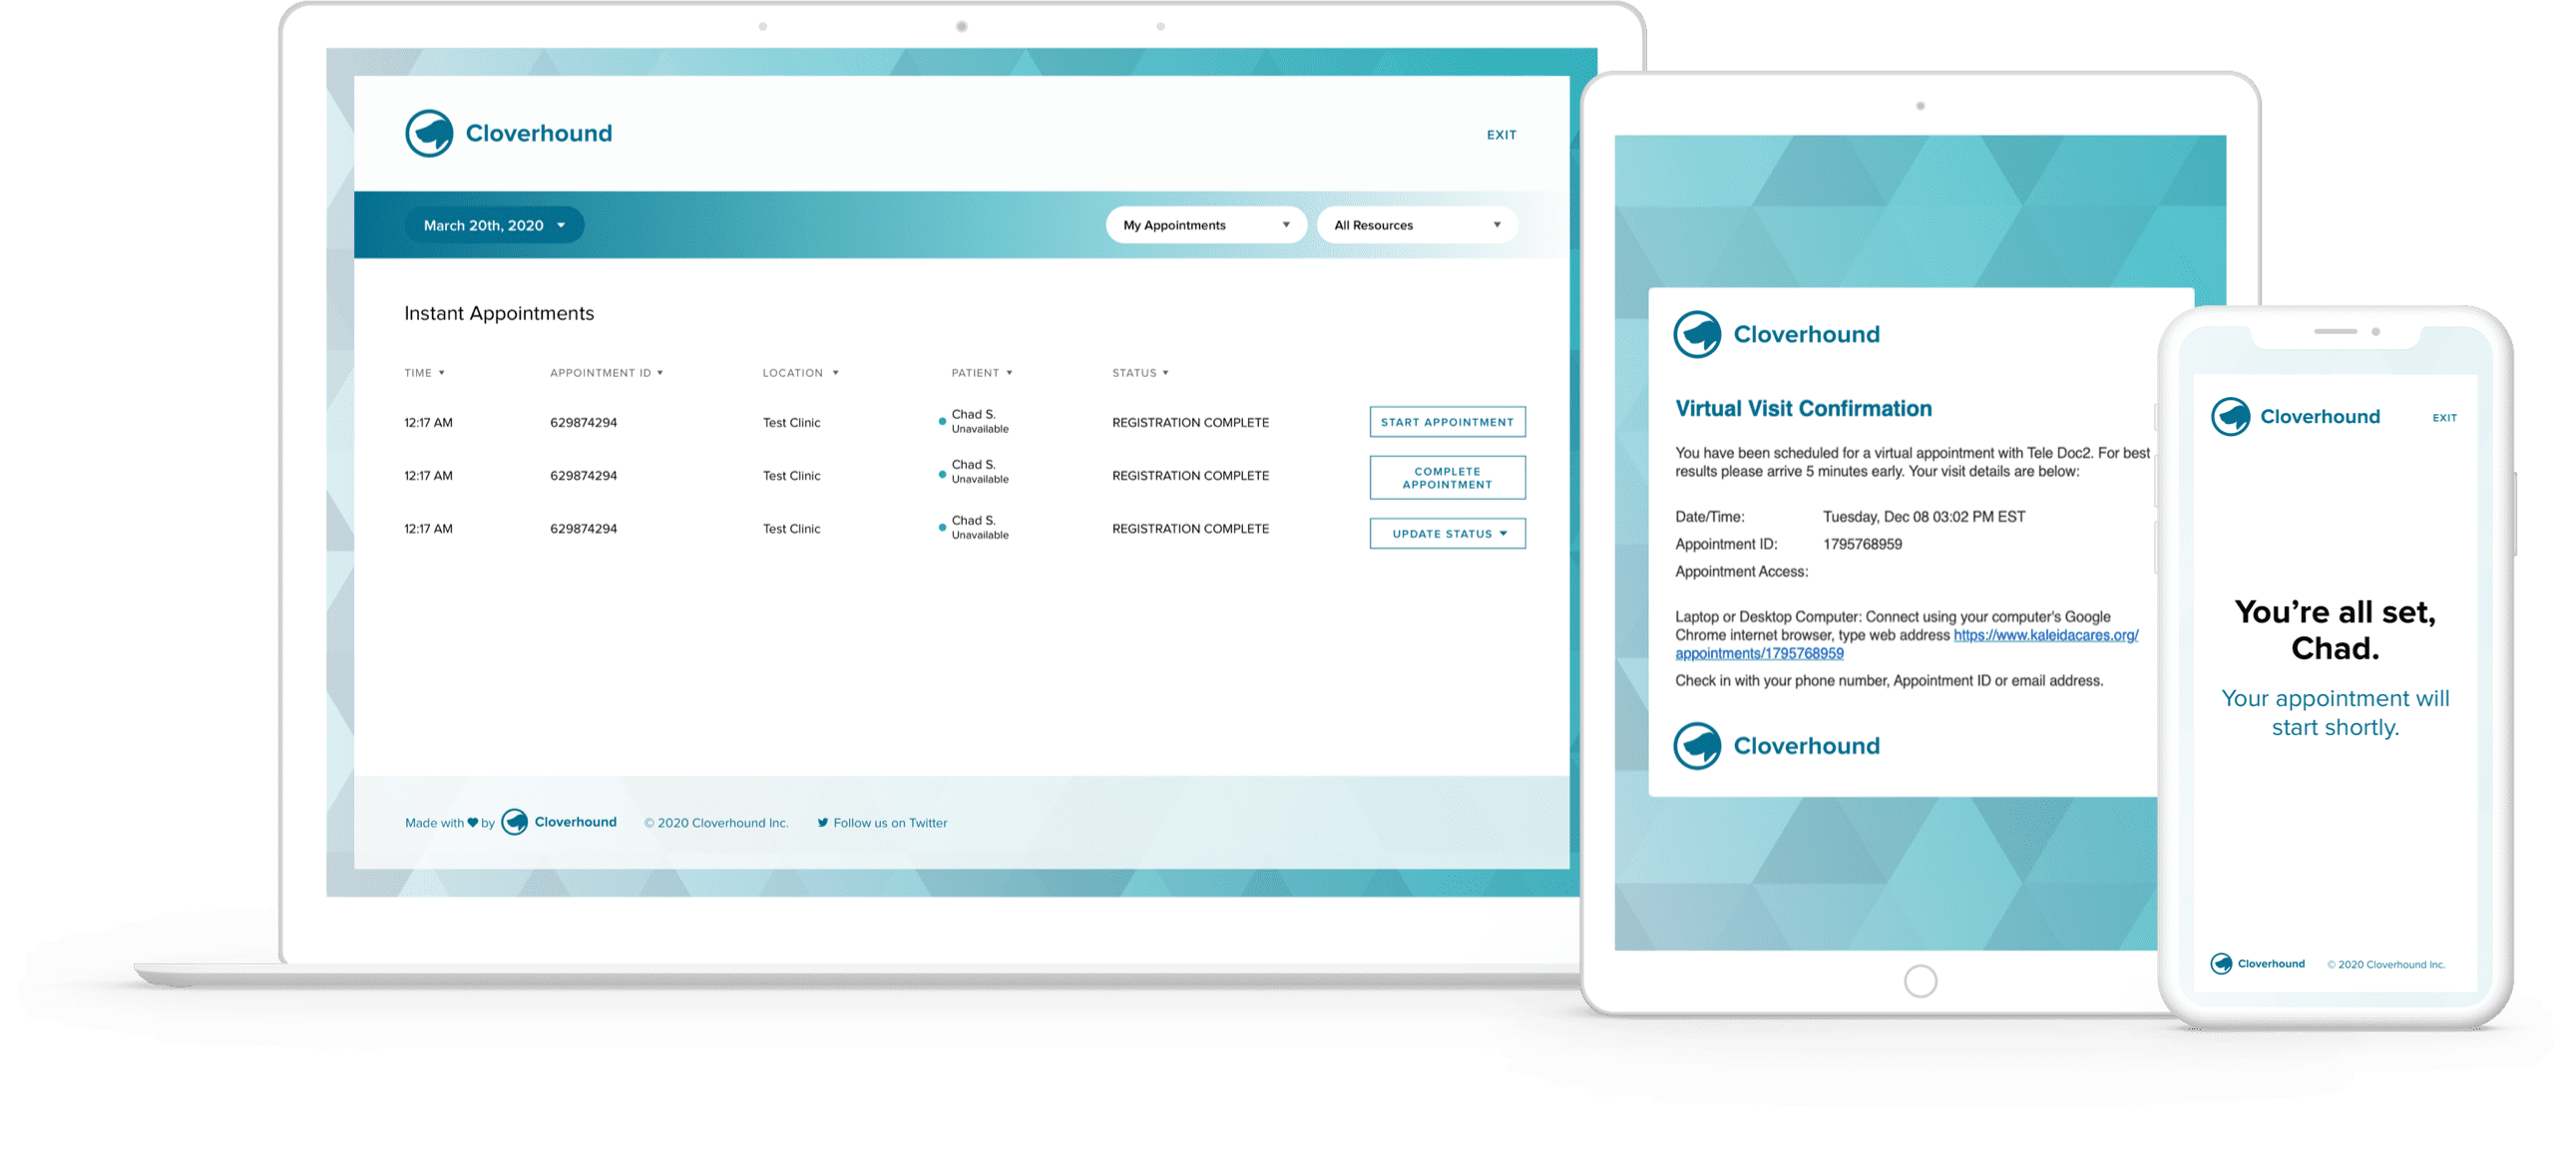 Cloverhound
EXIT
March 20th, 2020
My Appointments
All Resources
Instant Appointments
TIME APPOINTMENT ID LOCATION PATIENT STATUS
12:17 AM 629874294 Test Clinic Chad S. Unavailable REGISTRATION COMPLETE START APPOINTMENT
12:17 AM 629874294 Test Clinic Chad S. Unavailable REGISTRATION COMPLETE COMPLETE APPOINTMENT
12:17 AM 629874294 Test Clinic Chad S. Unavailable REGISTRATION COMPLETE UPDATE STATUS
Made with ♥ by Cloverhound © 2020 Cloverhound Inc. Follow us on Twitter
Cloverhound
Virtual Visit Confirmation
You have been scheduled for a virtual appointment with Tele Doc2. For best
results please arrive 5 minutes early. Your visit details are below:
Date/Time: Tuesday, Dec 08 03:02 PM EST
Appointment ID: 1795768959
Appointment Access:
Laptop or Desktop Computer: Connect using your computer's Google
Chrome internet browser, type web address https://www.kaleidacares.org/
appointments/1795768959
Check in with your phone number, Appointment ID or email address.
Cloverhound
Cloverhound
EXIT
You're all set,
Chad.
Your appointment will
start shortly.
Cloverhound © 2020 Cloverhound Inc.